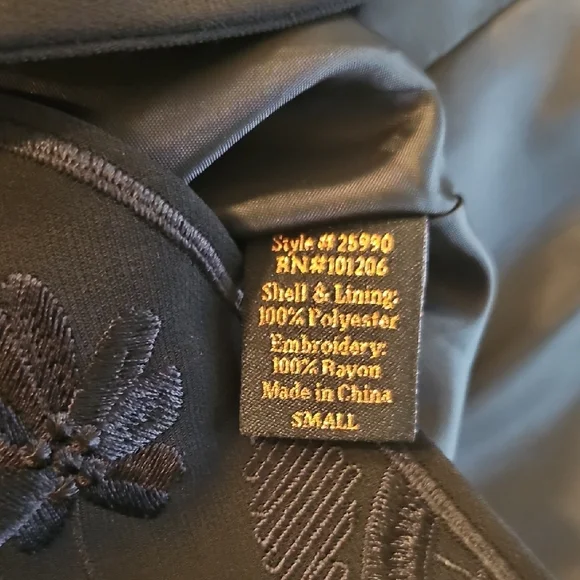 Style # 25990
RN#101206
Shell & Lining:
100% Polyester
Embroidery:
100% Rayon
Made in China
SMALL